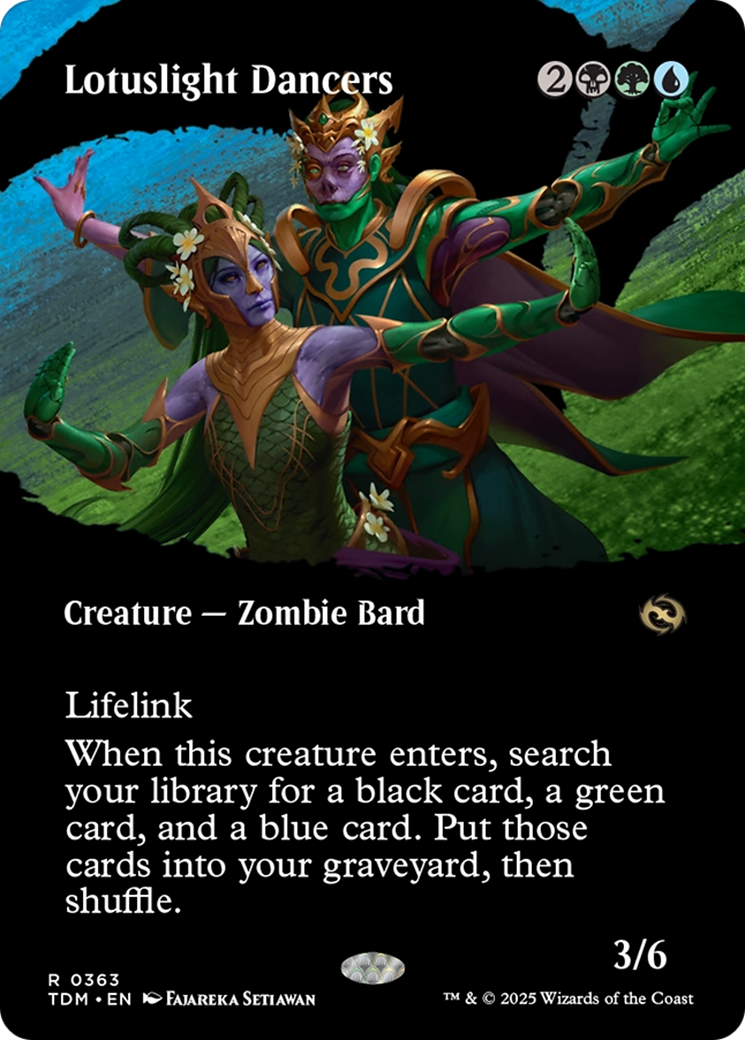 Lotuslight Dancers 2
Creature — Zombie Bard
Lifelink
When this creature enters, search
your library for a black card, a green
card, and a blue card. Put those
cards into your graveyard, then
shuffle.
3/6
R 0363
TDM • EN Fajareka Setiawan
™ & © 2025 Wizards of the Coast